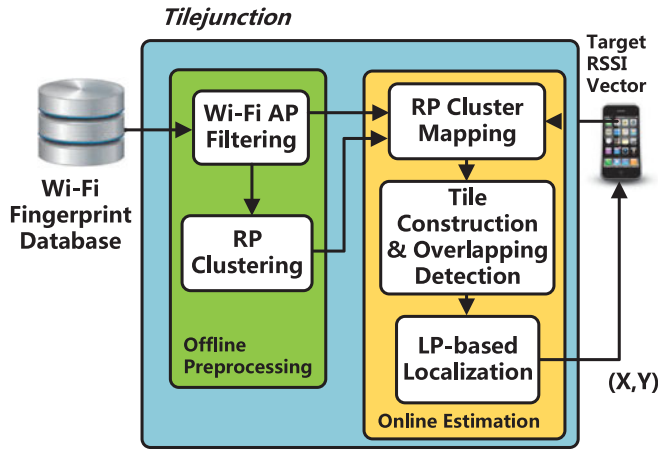 Tilejunction
Target
RSSI
Vector
Wi-Fi
Fingerprint
Database
Wi-Fi AP
Filtering
RP
Clustering
Offline
Preprocessing
RP Cluster
Mapping
Tile
Construction
& Overlapping
Detection
LP-based
Localization
Online Estimation
(X,Y)